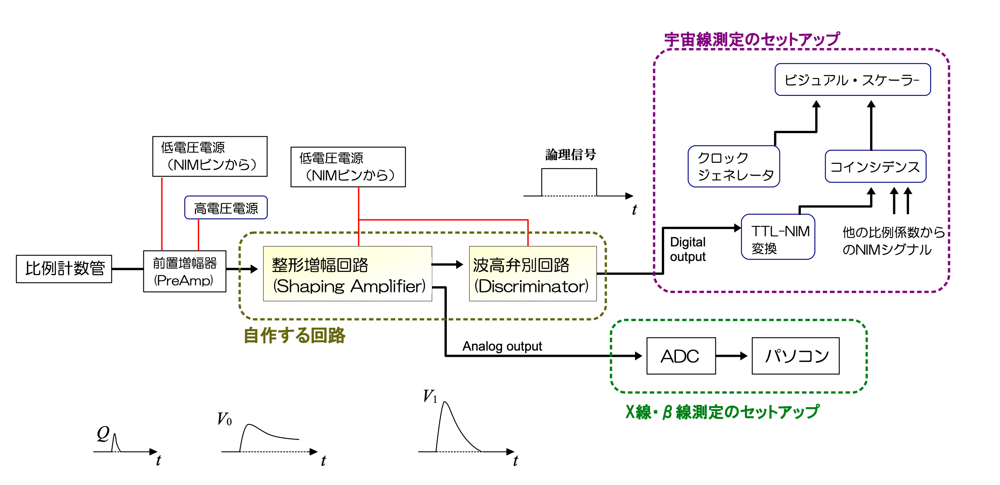 宇宙線測定のセットアップ
ビジュアル・スケーラ-
低電圧電源
(NIMビンから)
低電圧電源
(NIMビンから)
論理信号
t
クロック
ジェネレータ
コインシデンス
高電圧電源
TTL-NIM
変換
他の比例係数から
のNIMシグナル
Digital
output
比例計数管
前置増幅器
(PreAmp)
整形増幅回路
(Shaping Amplifier)
波高弁別回路
(Discriminator)
自作する回路
Analog output
ADC
パソコン
X線・β線測定のセットアップ
Q
t
V0
t
V1
t